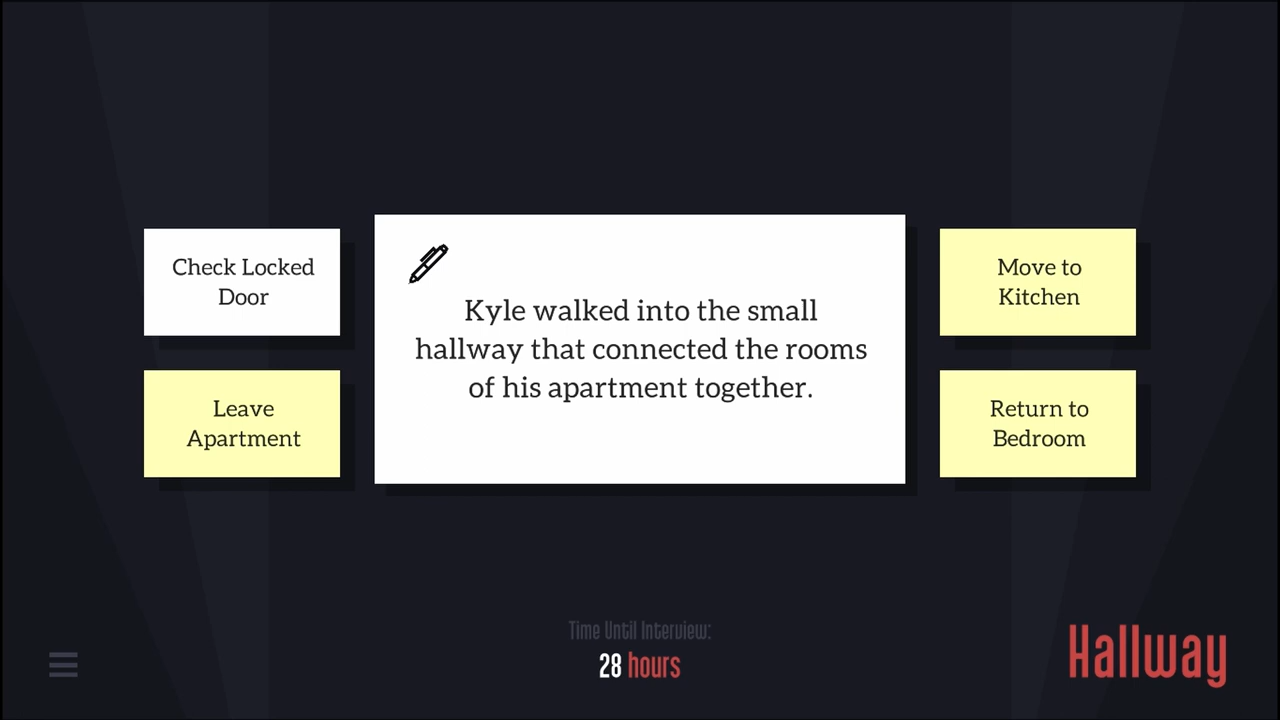 Check Locked
Door
Leave
Apartment
Kyle walked into the small
hallway that connected the rooms
of his apartment together.
Move to
Kitchen
Return to
Bedroom
Time Until Interview:
28 hours
Hallway